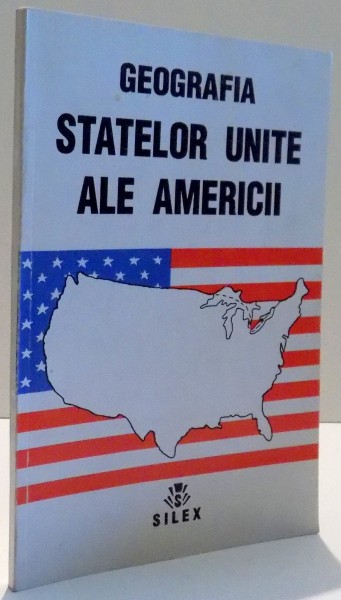 GEOGRAFIA
STATELOR UNITE
ALE AMERICII
S
SILEX